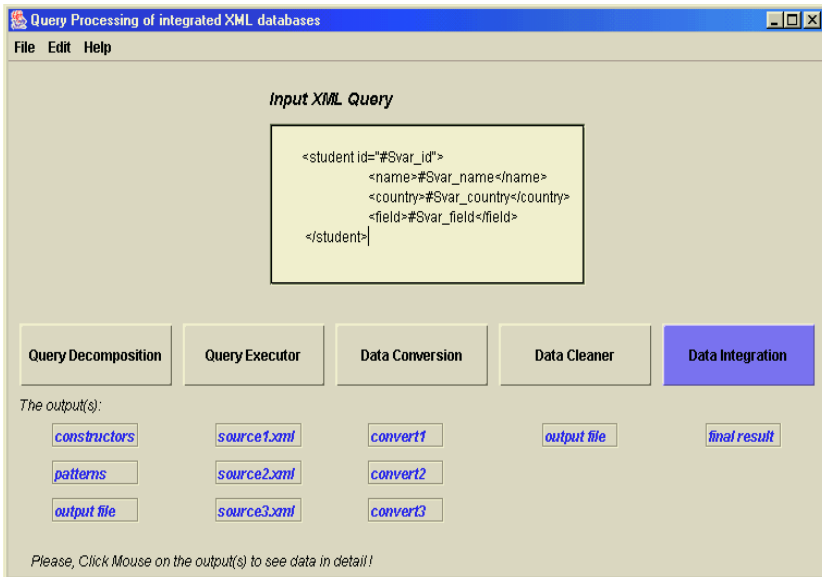 Query Processing of integrated XML databases
File Edit Help
Input XML Query
<student id="#Svar_id">
<name>#Svar_name</name>
<country>#Svar_country</country>
<field>#Svar_field</field>
</student>
Query Decomposition Query Executor Data Conversion Data Cleaner Data Integration
The output(s):
constructors source1.xml convert1 output file final result
patterns source2.xml convert2
output file source3.xml convert3
Please, Click Mouse on the output(s) to see data in detail !